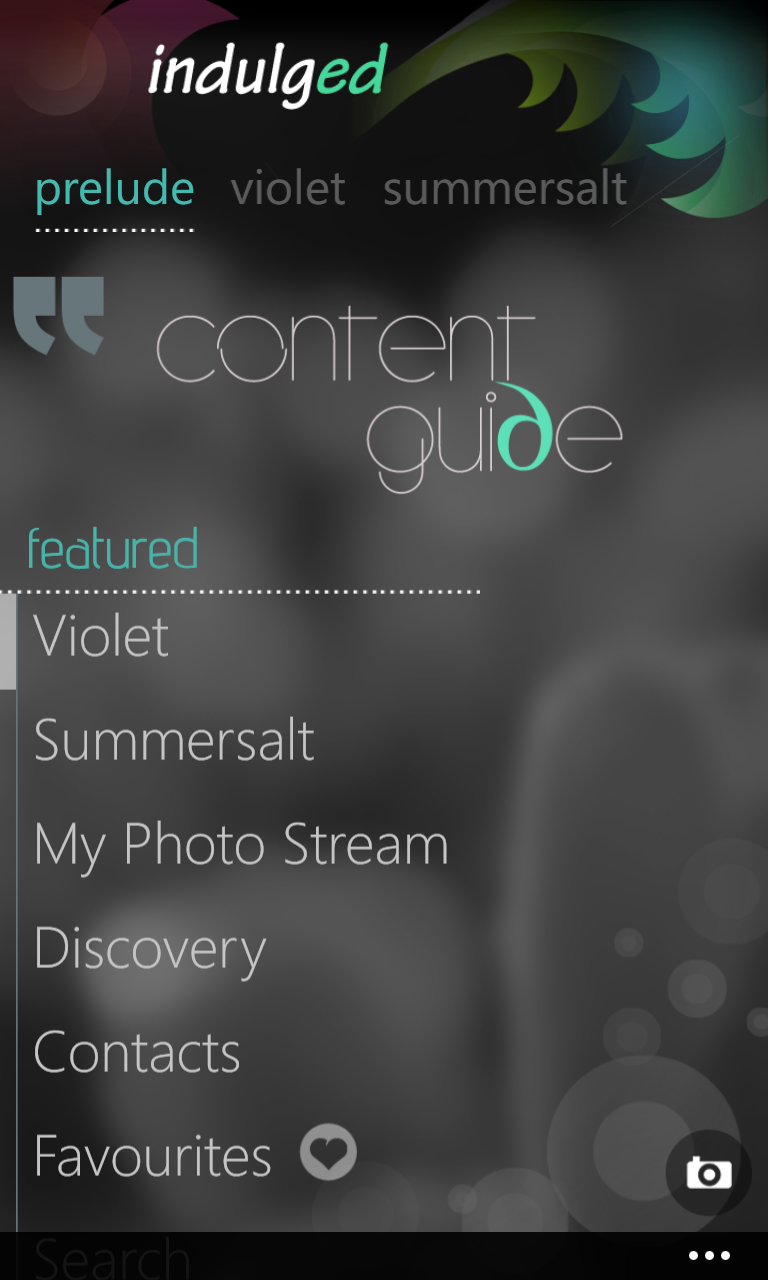 indulged
prelude violet summersalt
content
guide
featured
Violet
Summersalt
My Photo Stream
Discovery
Contacts
Favourites
Search